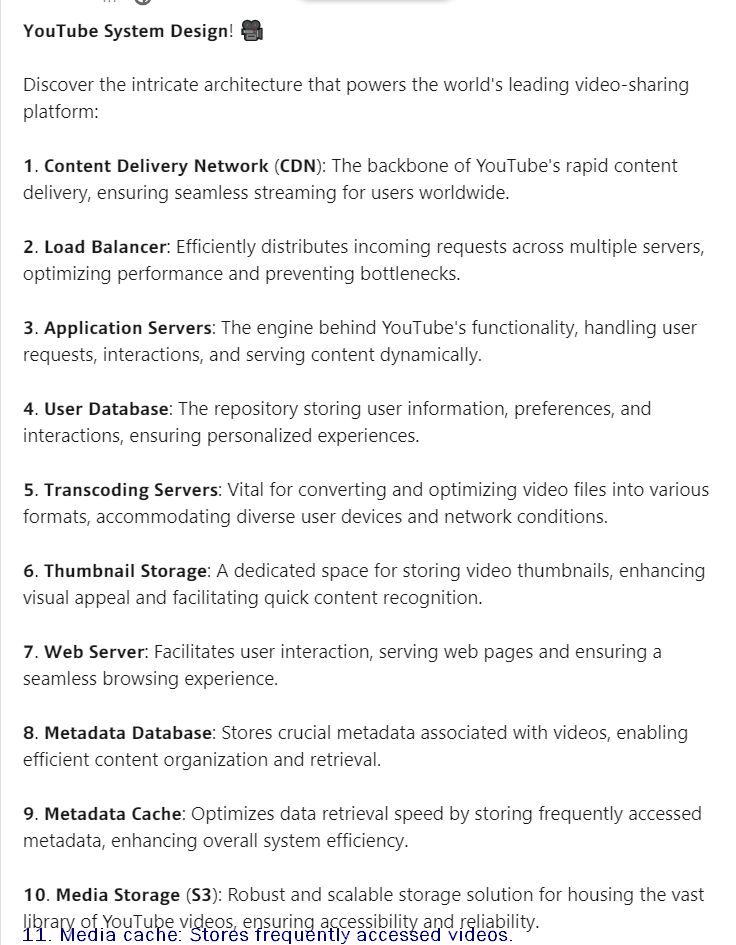 YouTube System Design! 🎥
Discover the intricate architecture that powers the world's leading video-sharing
platform:
1. Content Delivery Network (CDN): The backbone of YouTube's rapid content
delivery, ensuring seamless streaming for users worldwide.
2. Load Balancer: Efficiently distributes incoming requests across multiple servers,
optimizing performance and preventing bottlenecks.
3. Application Servers: The engine behind YouTube's functionality, handling user
requests, interactions, and serving content dynamically.
4. User Database: The repository storing user information, preferences, and
interactions, ensuring personalized experiences.
5. Transcoding Servers: Vital for converting and optimizing video files into various
formats, accommodating diverse user devices and network conditions.
6. Thumbnail Storage: A dedicated space for storing video thumbnails, enhancing
visual appeal and facilitating quick content recognition.
7. Web Server: Facilitates user interaction, serving web pages and ensuring a
seamless browsing experience.
8. Metadata Database: Stores crucial metadata associated with videos, enabling
efficient content organization and retrieval.
9. Metadata Cache: Optimizes data retrieval speed by storing frequently accessed
metadata, enhancing overall system efficiency.
10. Media Storage (S3): Robust and scalable storage solution for housing the vast
library of YouTube videos, ensuring accessibility and reliability.
11. Media cache: Stores frequently accessed videos.